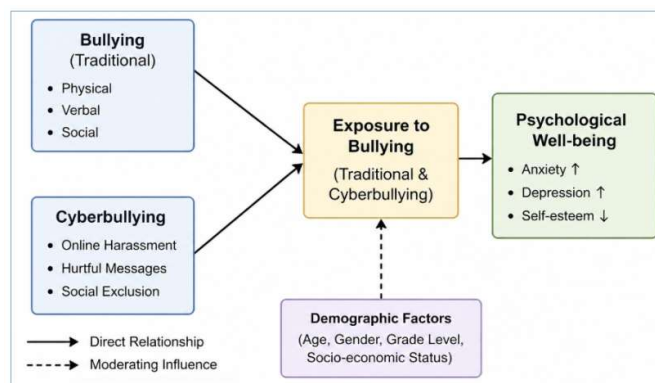 Bullying
(Traditional)
• Physical
• Verbal
• Social
Cyberbullying
• Online Harassment
• Hurtful Messages
• Social Exclusion
Exposure to
Bullying
(Traditional &
Cyberbullying)
Psychological
Well-being
• Anxiety ↑
• Depression ↑
• Self-esteem ↓
Demographic Factors
(Age, Gender, Grade Level,
Socio-economic Status)
Direct Relationship
Moderating Influence